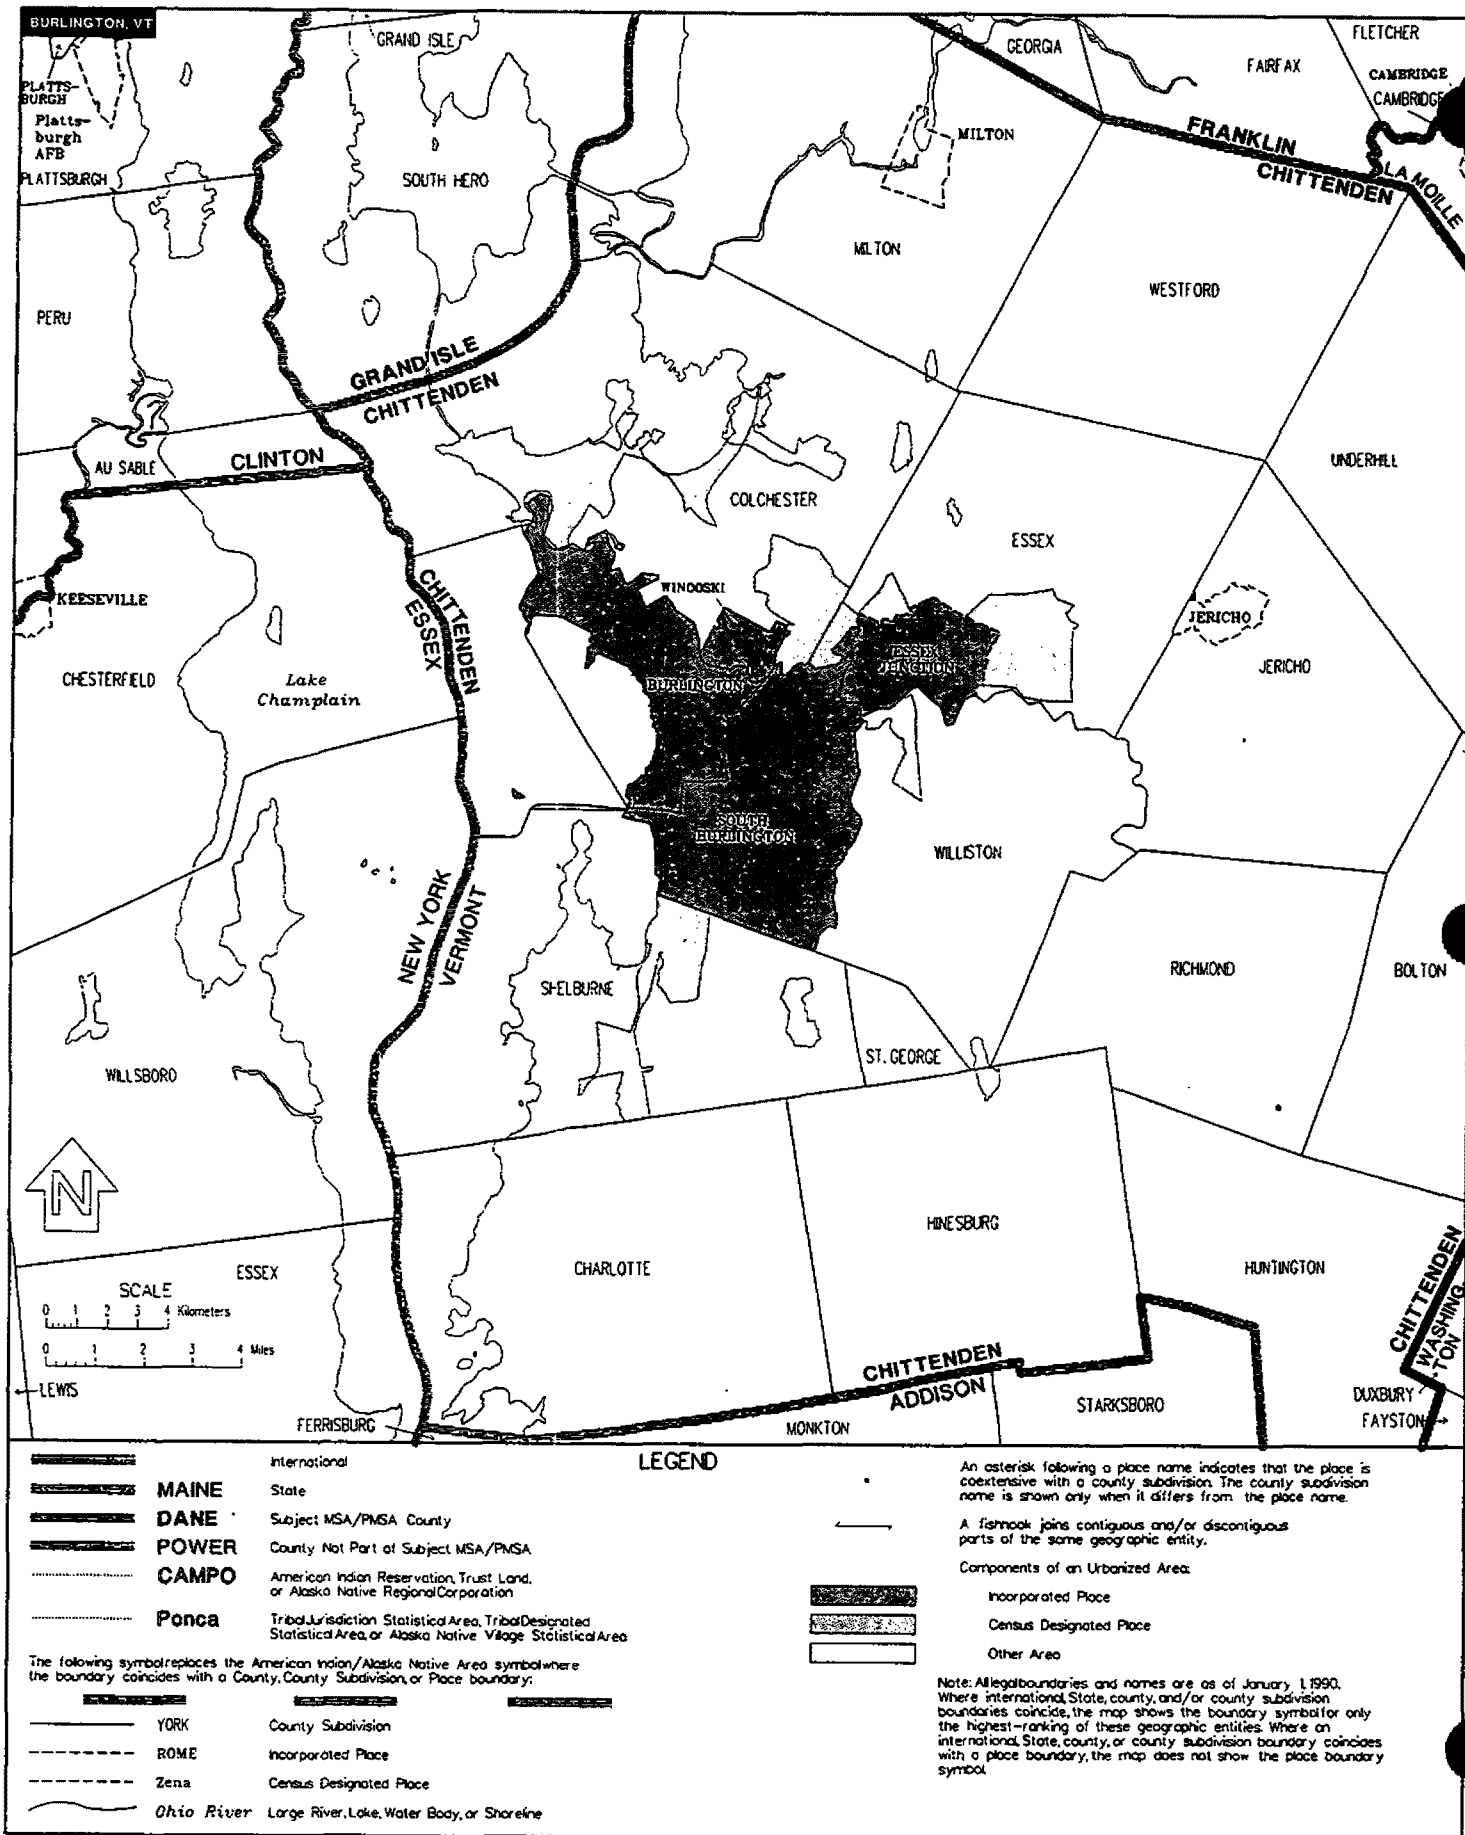 BURLINGTON, VT
GRAND ISLE
GEORGIA
FLETCHER
FAIRFAX
CAMBRIDGE
CAMBRIDGE
PLATTS-
BURGH
Platts-
burgh
AFB
PLATTSBURGH
SOUTH HERO
MILTON
FRANKLIN
CHITTENDEN
LAMOILLE
MILTON
WESTFORD
PERU
GRAND ISLE
CHITTENDEN
AU SABLE
CLINTON
COLCHESTER
UNDERHILL
ESSEX
KEESEVILLE
CHITTENDEN
ESSEX
WINOOSKI
JERICHO
CHESTERFIELD
Lake
Champlain
BURLINGTON
ESSEX
JUNCTION
JERICHO
SOUTH
BURLINGTON
WILLISTON
NEW YORK
VERMONT
SHELBURNE
RICHMOND
BOLTON
WILLSBORO
ST. GEORGE
N
HINESBURG
CHARLOTTE
HUNTINGTON
ESSEX
SCALE
0 1 2 3 4 Kilometers
0 1 2 3 4 Miles
LEWIS
CHITTENDEN
WASHING
TON
CHITTENDEN
ADDISON
STARKSBORO
DUXBURY
FAYSTON
FERRISBURG
MONKTON
LEGEND
International
MAINE State
DANE Subject MSA/PMSA County
POWER County Not Part of Subject MSA/PMSA
CAMPO American Indian Reservation, Trust Land,
or Alaska Native Regional Corporation
Ponca Tribal Jurisdiction Statistical Area, Tribal Designated
Statistical Area, or Alaska Native Village Statistical Area
The following symbol replaces the American Indian/Alaska Native Area symbol where
the boundary coincides with a County, County Subdivision, or Place boundary:
YORK County Subdivision
ROME Incorporated Place
Zena Census Designated Place
Ohio River Large River, Lake, Water Body, or Shoreline
An asterisk following a place name indicates that the place is
coextensive with a county subdivision. The county subdivision
name is shown only when it differs from the place name.
A fishhook joins contiguous and/or discontiguous
parts of the same geographic entity.
Components of an Urbanized Area:
Incorporated Place
Census Designated Place
Other Area
Note: All legal boundaries and names are as of January 1, 1990.
Where international, State, county, and/or county subdivision
boundaries coincide, the map shows the boundary symbol for only
the highest-ranking of these geographic entities. Where an
international, State, county, or county subdivision boundary coincides
with a place boundary, the map does not show the place boundary
symbol.